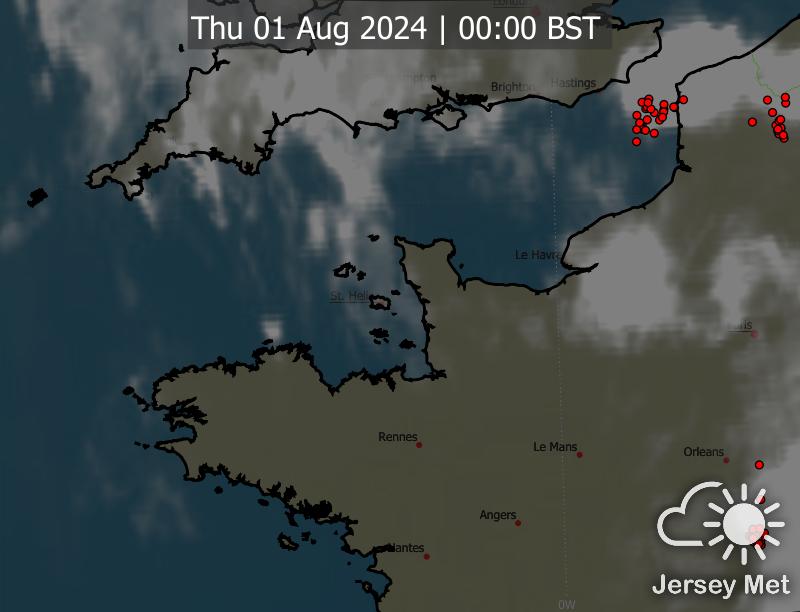 London
Thu 01 Aug 2024 | 00:00 BST
Brighton
Hastings
Le Havre
St. Heli
Rennes
Le Mans
Orleans
Angers
Nantes
Jersey Met
0W